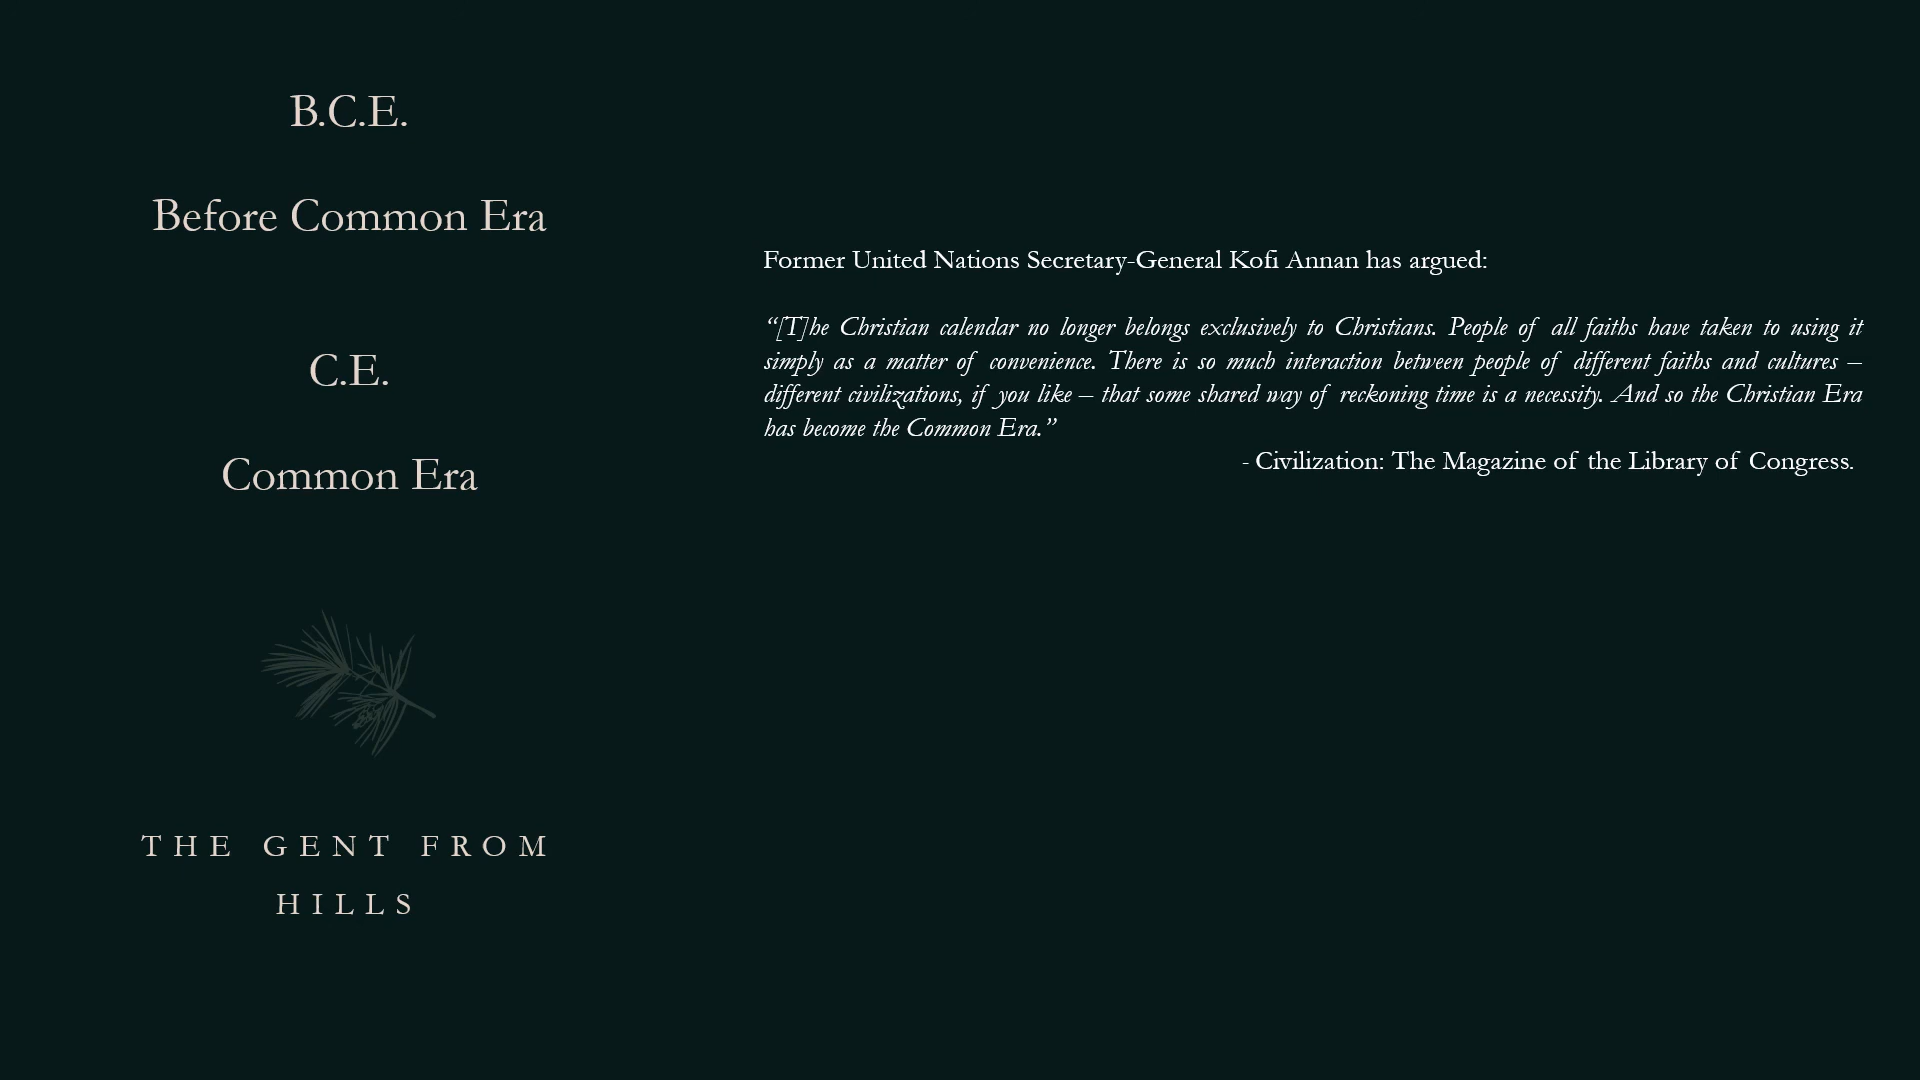 B.C.E.
Before Common Era
C.E.
Common Era
THE GENT FROM
HILLS
Former United Nations Secretary-General Kofi Annan has argued:
“[T]he Christian calendar no longer belongs exclusively to Christians. People of all faiths have taken to using it
simply as a matter of convenience. There is so much interaction between people of different faiths and cultures –
different civilizations, if you like – that some shared way of reckoning time is a necessity. And so the Christian Era
has become the Common Era.”
- Civilization: The Magazine of the Library of Congress.